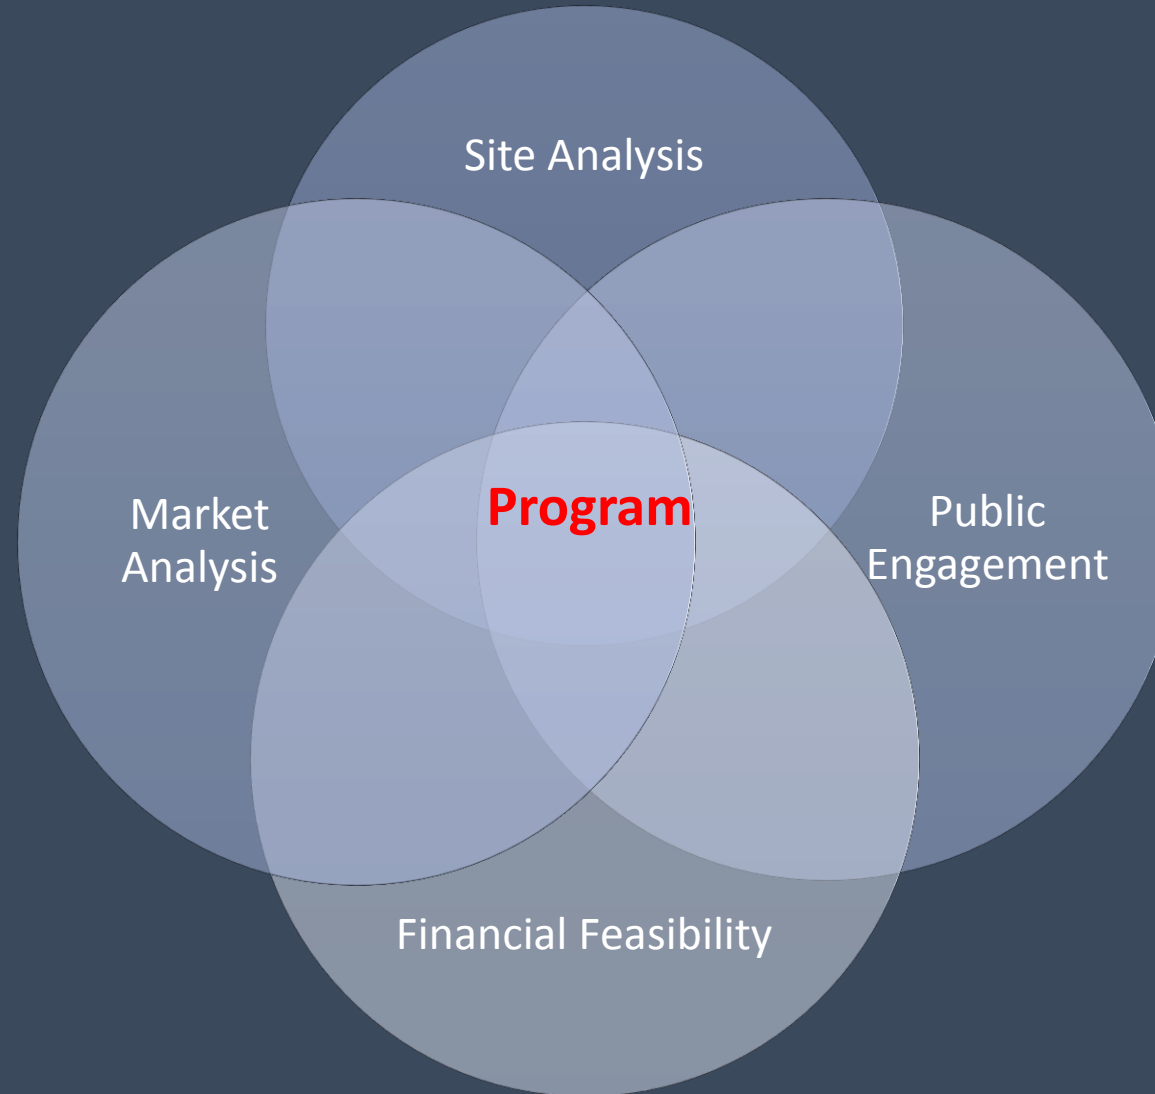 Site Analysis
Market
Analysis
Program
Public
Engagement
Financial Feasibility